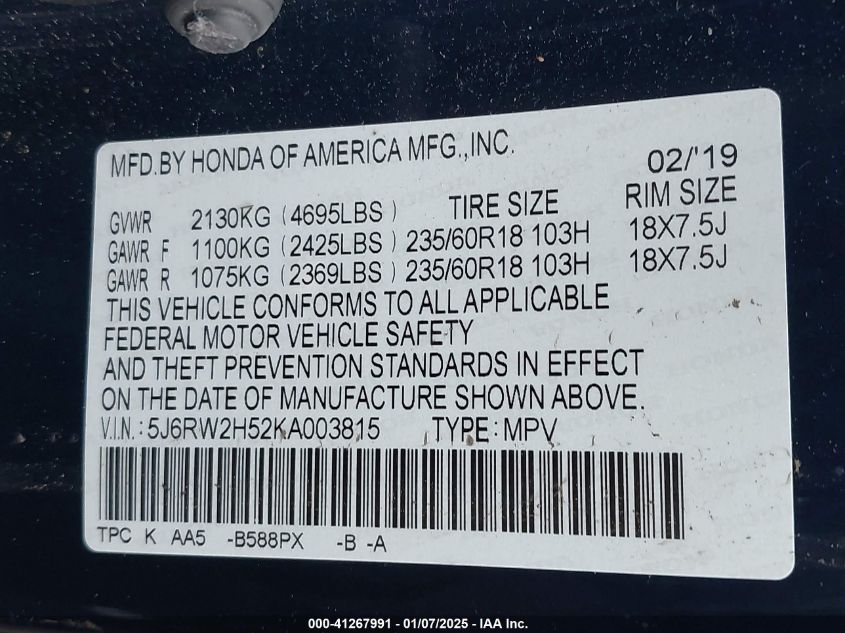 MFD.BY HONDA OF AMERICA MFG.,INC.
02/'19
TIRE SIZE RIM SIZE
GVWR 2130KG (4695LBS)
GAWR F 1100KG (2425LBS) 235/60R18 103H 18X7.5J
GAWR R 1075KG (2369LBS) 235/60R18 103H 18X7.5J
THIS VEHICLE CONFORMS TO ALL APPLICABLE
FEDERAL MOTOR VEHICLE SAFETY
AND THEFT PREVENTION STANDARDS IN EFFECT
ON THE DATE OF MANUFACTURE SHOWN ABOVE.
V.I.N.: 5J6RW2H52KA003815 TYPE: MPV
TPC K AA5 -B588PX -B -A
000-41267991 - 01/07/2025 - IAA Inc.